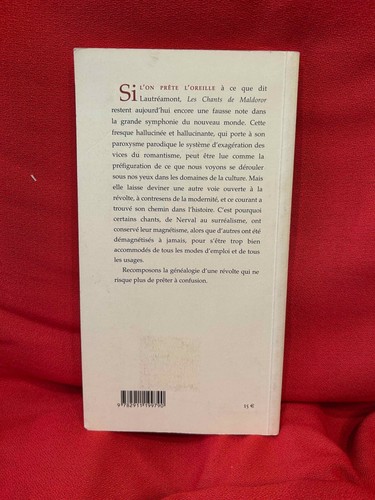 SI L'ON PRÊTE L'OREILLE à ce que dit
Lautréamont, Les Chants de Maldoror
restent aujourd'hui encore une fausse note dans
la grande symphonie du nouveau monde. Cette
fresque hallucinée et hallucinante, qui porte à son
paroxysme parodique le système d'exagération des
vices du romantisme, peut être lue comme la
préfiguration de ce que nous voyons se dérouler
sous nos yeux dans les domaines de la culture. Mais
elle laisse deviner une autre voie ouverte à la
révolte, à contresens de la modernité, et ce courant a
trouvé son chemin dans l'histoire. C'est pourquoi
certains chants, de Nerval au surréalisme, ont
conservé leur magnétisme, alors que d'autres ont été
démagnétisés à jamais, pour s'être trop bien
accommodés de tous les modes d'emploi et de tous
les usages.
Recomposons la généalogie d'une révolte qui ne
risque plus de prêter à confusion.
9 782911 199790
15 €